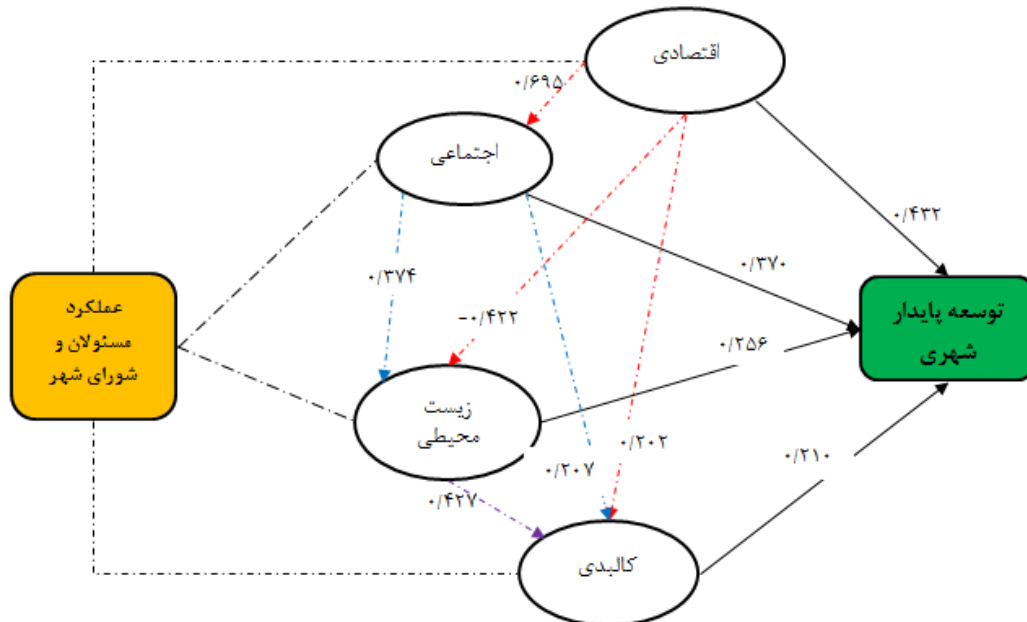 اقتصادی
۰/۶۹۵
اجتماعی
۰/۴۳۲
۰/۳۷۰
۰/۳۷۴
عملکرد
مسئولان و
شورای شهر
توسعه پایدار
شهری
-۰/۴۲۲
۰/۲۵۶
زیست
محیطی
۰/۲۰۲
۰/۲۰۷
۰/۲۱۰
۰/۴۲۷
کالبدی